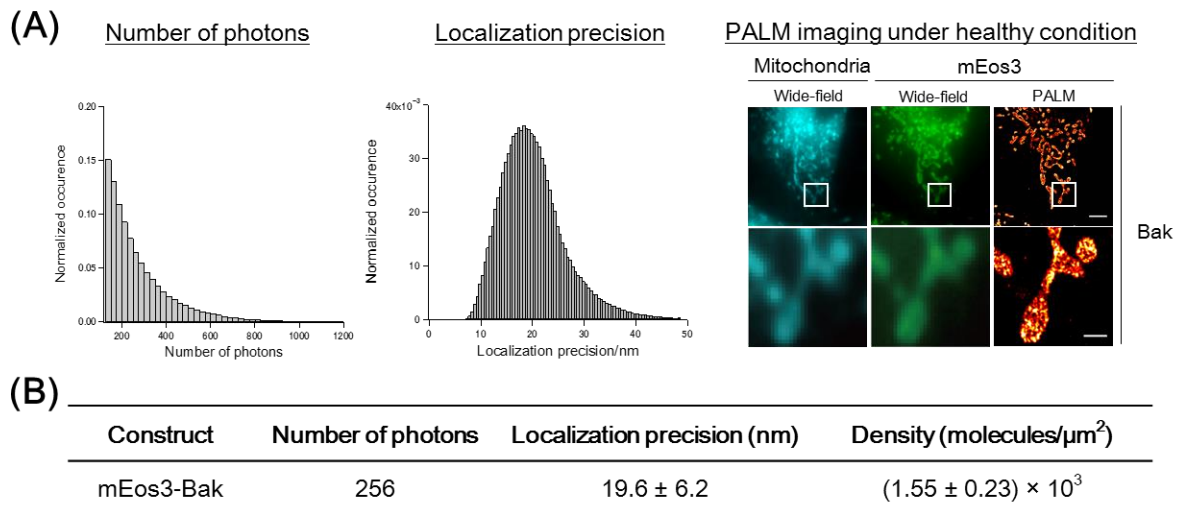 (A)
Number of photons
Localization precision
PALM imaging under healthy condition
Mitochondria
mEos3
Wide-field
Wide-field
PALM
Normalized occurence
0.20
0.15
0.10
0.05
0.00
200
400
600
800
1000
1200
Number of photons
Normalized occurence
40x10⁻³
30
20
10
0
0
10
20
30
40
50
Localization precision/nm
Bak
(B)
Construct
Number of photons
Localization precision (nm)
Density (molecules/µm²)
mEos3-Bak
256
19.6 ± 6.2
(1.55 ± 0.23) × 10³